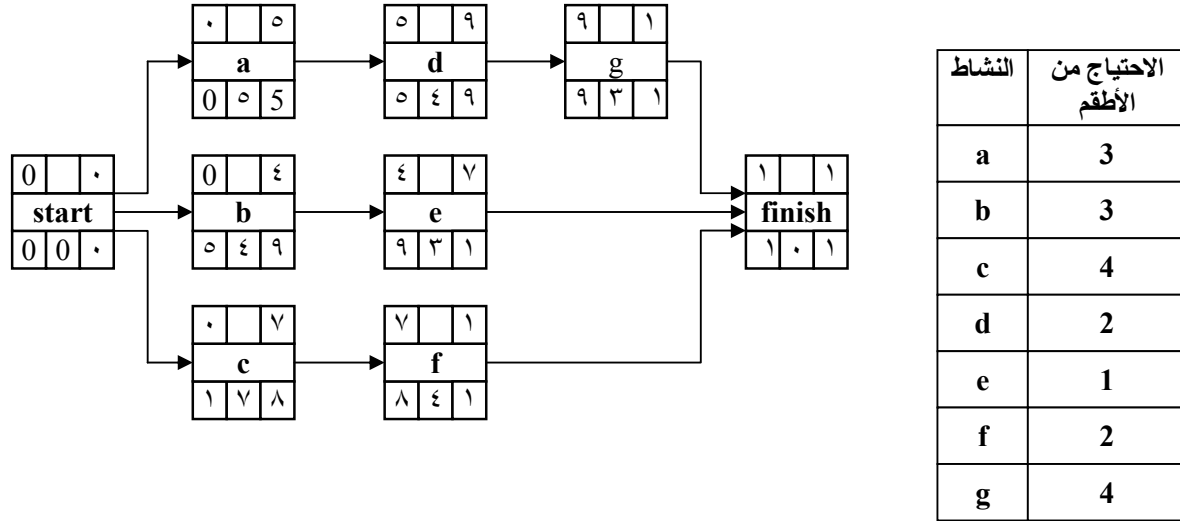 ٠ ٥
a
0 ٥ 5
٥ ٩
d
٥ ٤ ٩
٩ ١
g
٩ ٣ ١
0 ٠
start
0 0 ٠
0 ٤
b
٥ ٤ ٩
٤ ٧
e
٩ ٣ ١
١ ١
finish
١ ٠ ١
٠ ٧
c
١ ٧ ٨
٧ ١
f
٨ ٤ ١
النشاط الاحتياج من
الأطقم
a 3
b 3
c 4
d 2
e 1
f 2
g 4